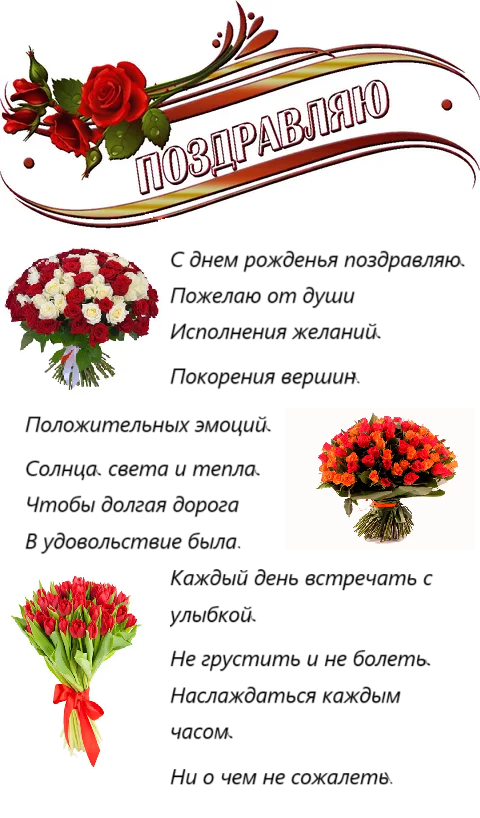 ПОЗДРАВЛЯЮ
С днем рожденья поздравляю.
Пожелаю от души
Исполнения желаний,
Покорения вершин.
Положительных эмоций,
Солнца, света и тепла.
Чтобы долгая дорога
В удовольствие была.
Каждый день встречать с
улыбкой,
Не грустить и не болеть.
Наслаждаться каждым
часом,
Ни о чем не сожалеть.